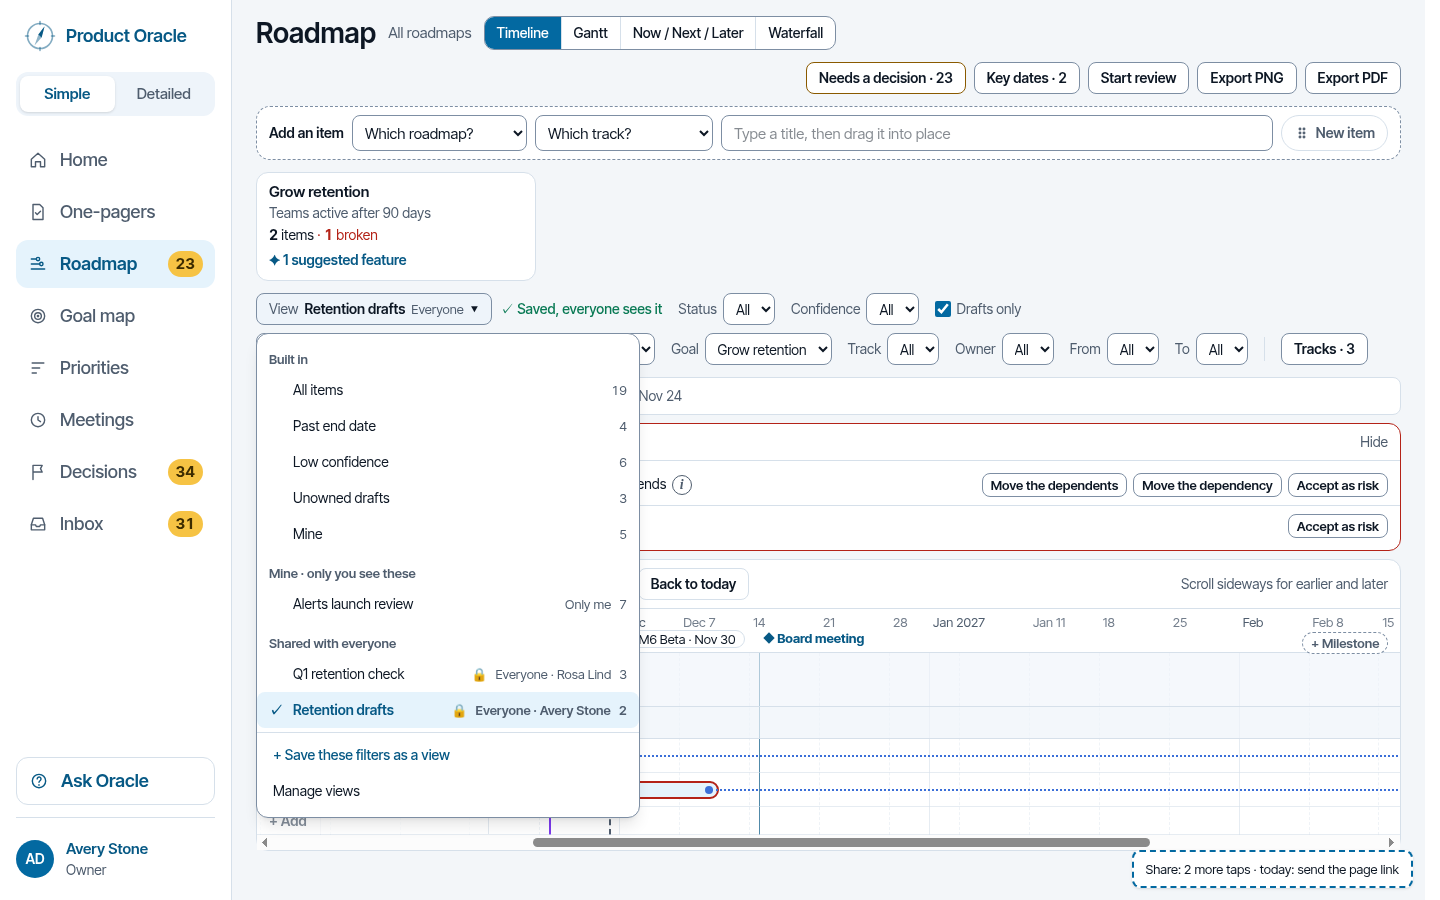 Product Oracle
Simple
Detailed
Home
One-pagers
Roadmap 23
Goal map
Priorities
Meetings
Decisions 34
Inbox 31
Ask Oracle
AD
Avery Stone
Owner
Roadmap All roadmaps Timeline Gantt Now / Next / Later Waterfall
Needs a decision · 23 Key dates · 2 Start review Export PNG Export PDF
Add an item Which roadmap? Which track? Type a title, then drag it into place New item
Grow retention
Teams active after 90 days
2 items · 1 broken
1 suggested feature
View Retention drafts Everyone ▼ ✓ Saved, everyone sees it Status All Confidence All Drafts only
Goal Grow retention Track All Owner All From All To All Tracks · 3
Built in
All items 19
Past end date 4
Low confidence 6
Unowned drafts 3
Mine 5
Mine · only you see these
Alerts launch review Only me 7
Shared with everyone
Q1 retention check Everyone · Rosa Lind 3
✓ Retention drafts Everyone · Avery Stone 2
+ Save these filters as a view
Manage views
+ Add
Nov 24
Hide
ends i Move the dependents Move the dependency Accept as risk
Accept as risk
Back to today Scroll sideways for earlier and later
c Dec 7 14 21 28 Jan 2027 Jan 11 18 25 Feb Feb 8 15
M6 Beta · Nov 30 Board meeting + Milestone
Share: 2 more taps · today: send the page link